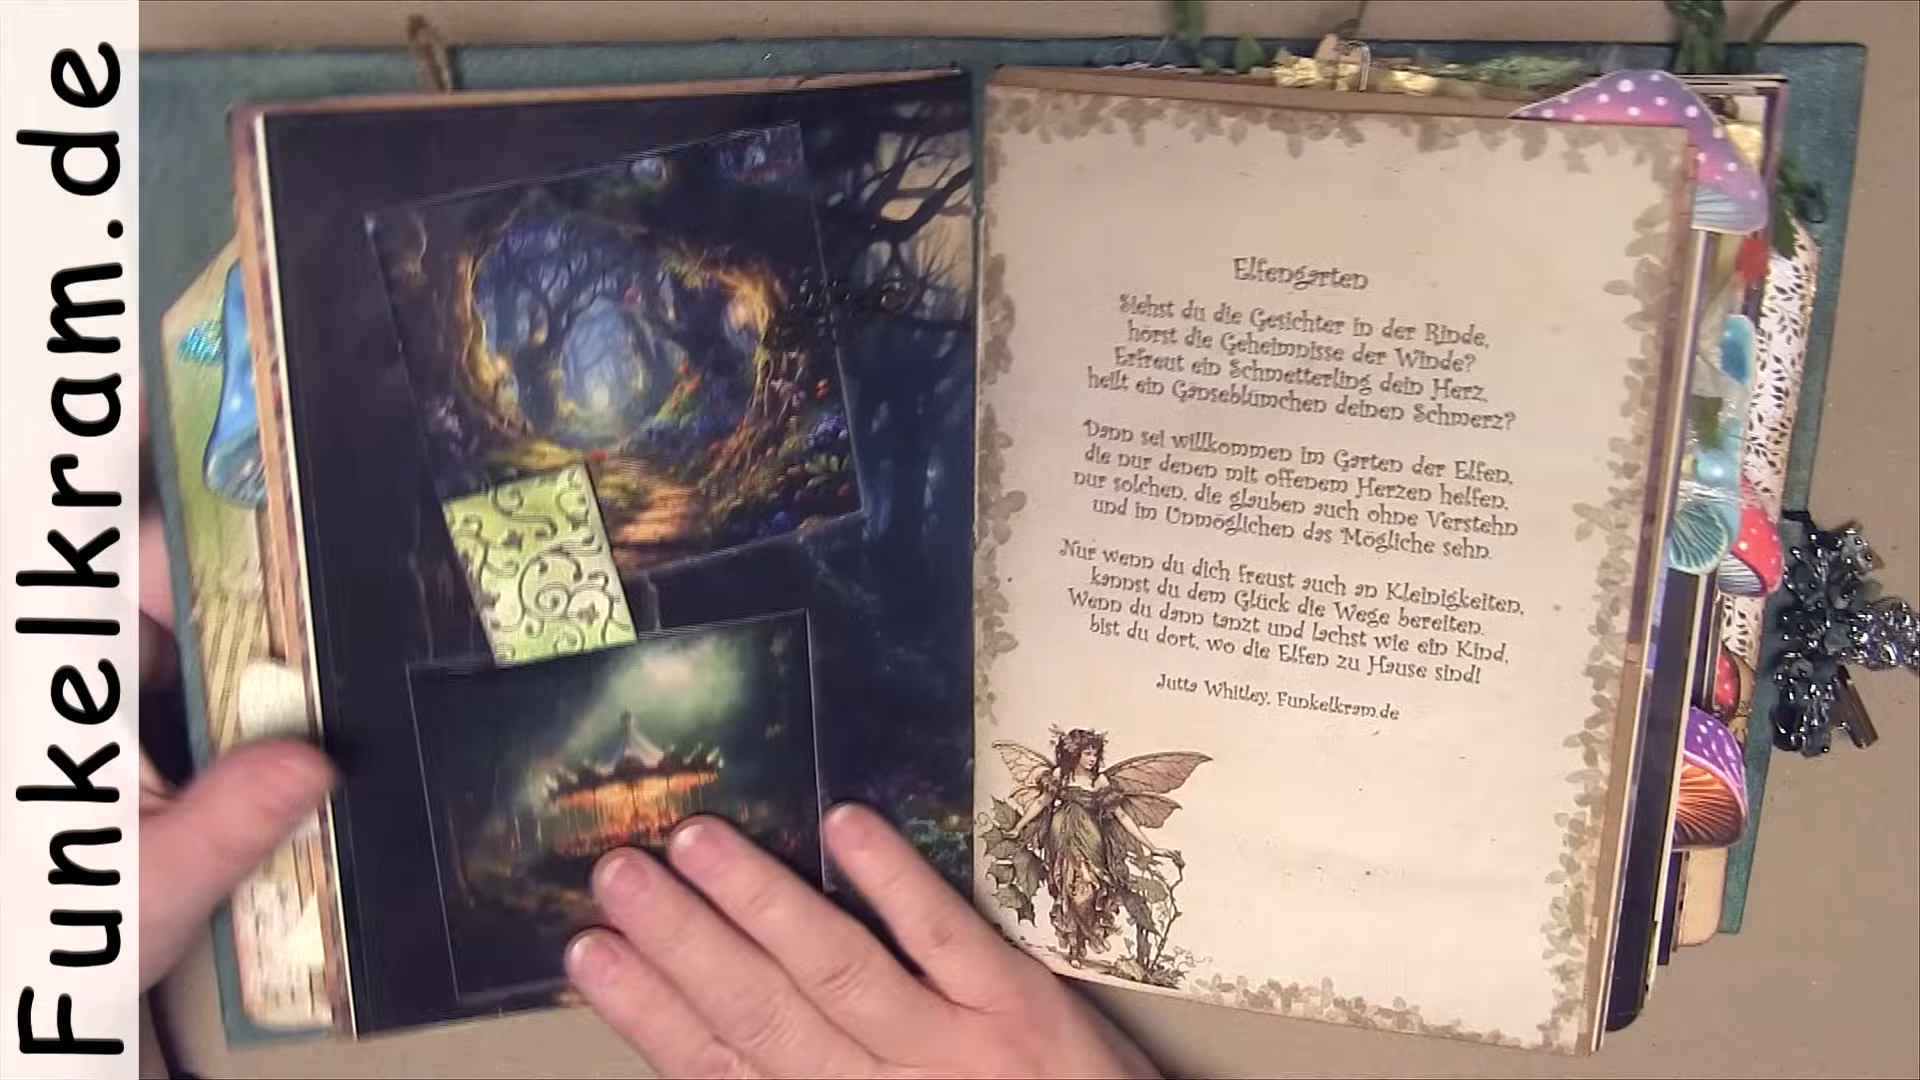 Funkelkram.de
Elfengarten
Siehst du die Gesichter in der Rinde,
hörst die Geheimnisse der Winde?
Erfreut ein Schmetterling dein Herz,
heilt ein Gänseblümchen deinen Schmerz?
Dann sei willkommen im Garten der Elfen,
die nur denen mit offenem Herzen helfen,
nur solchen, die glauben auch ohne Verstehn
und im Unmöglichen das Mögliche sehn.
Nur wenn du dich freust auch an Kleinigkeiten,
kannst du dem Glück die Wege bereiten.
Wenn du dann tanzt und lachst wie ein Kind,
bist du dort, wo die Elfen zu Hause sind!
Jutta Whitley, Funkelkram.de